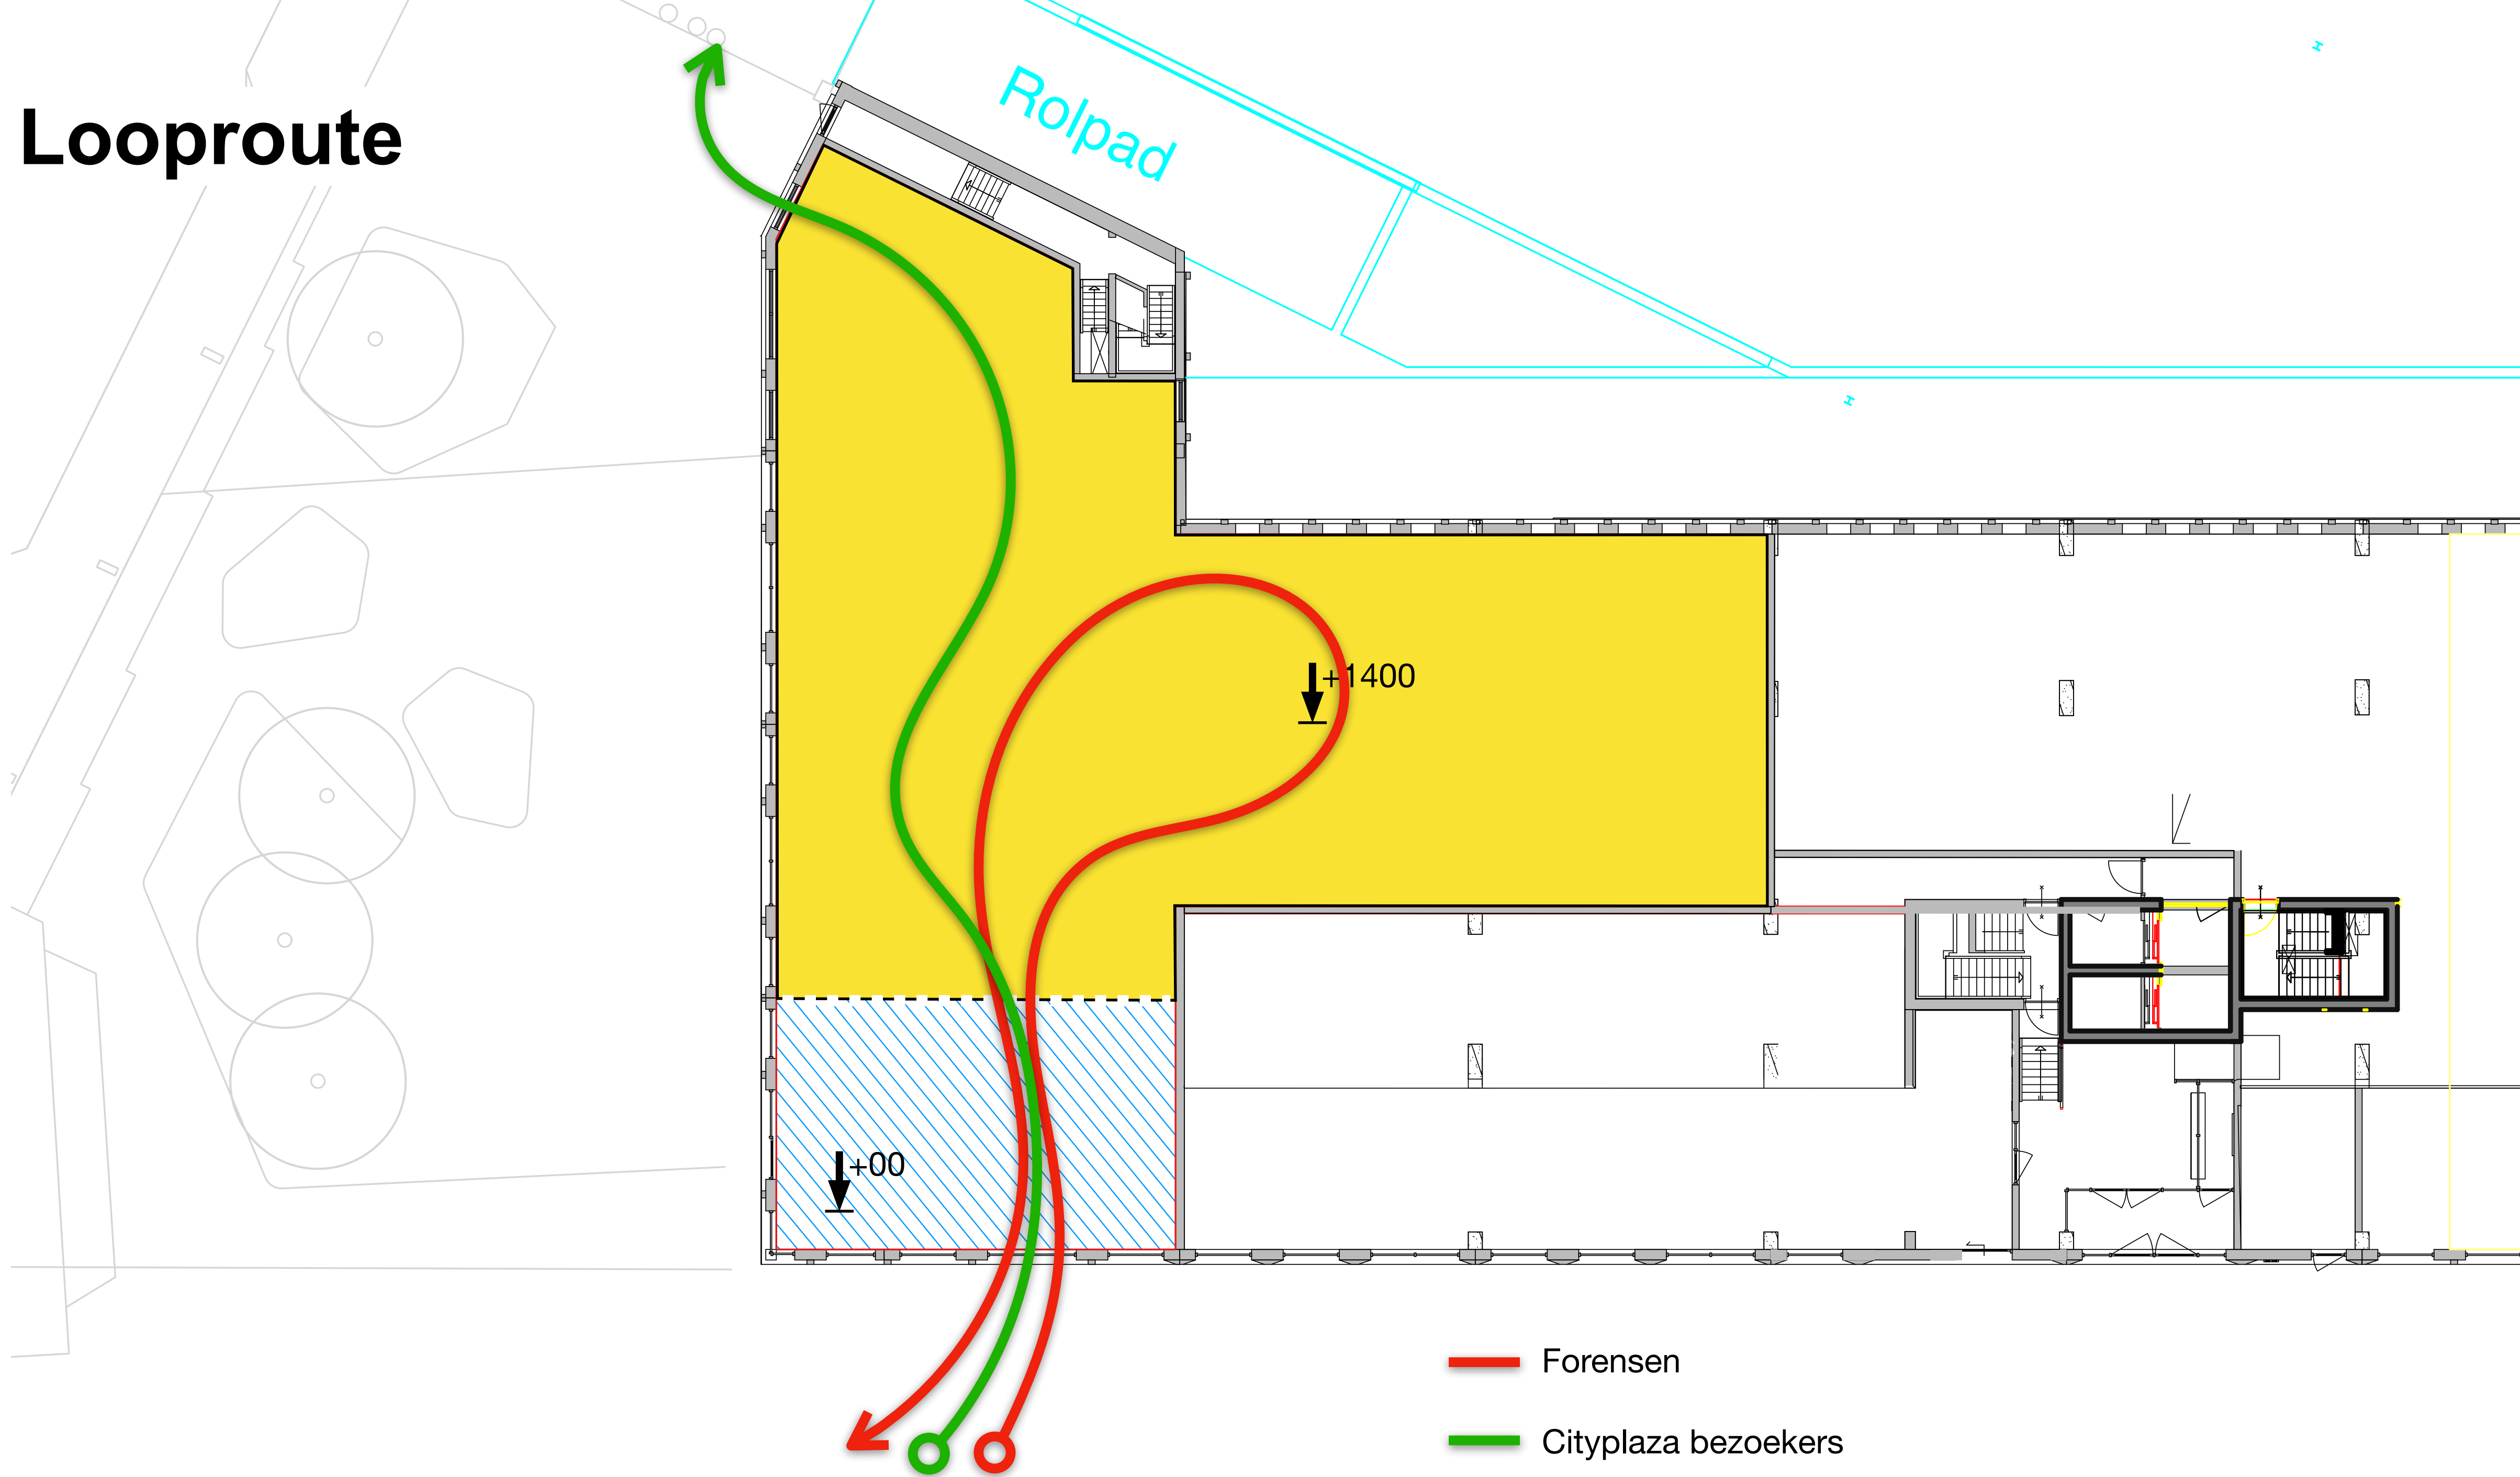 Rolpad
Looproute
+1400
+00
Forensen
Cityplaza bezoekers